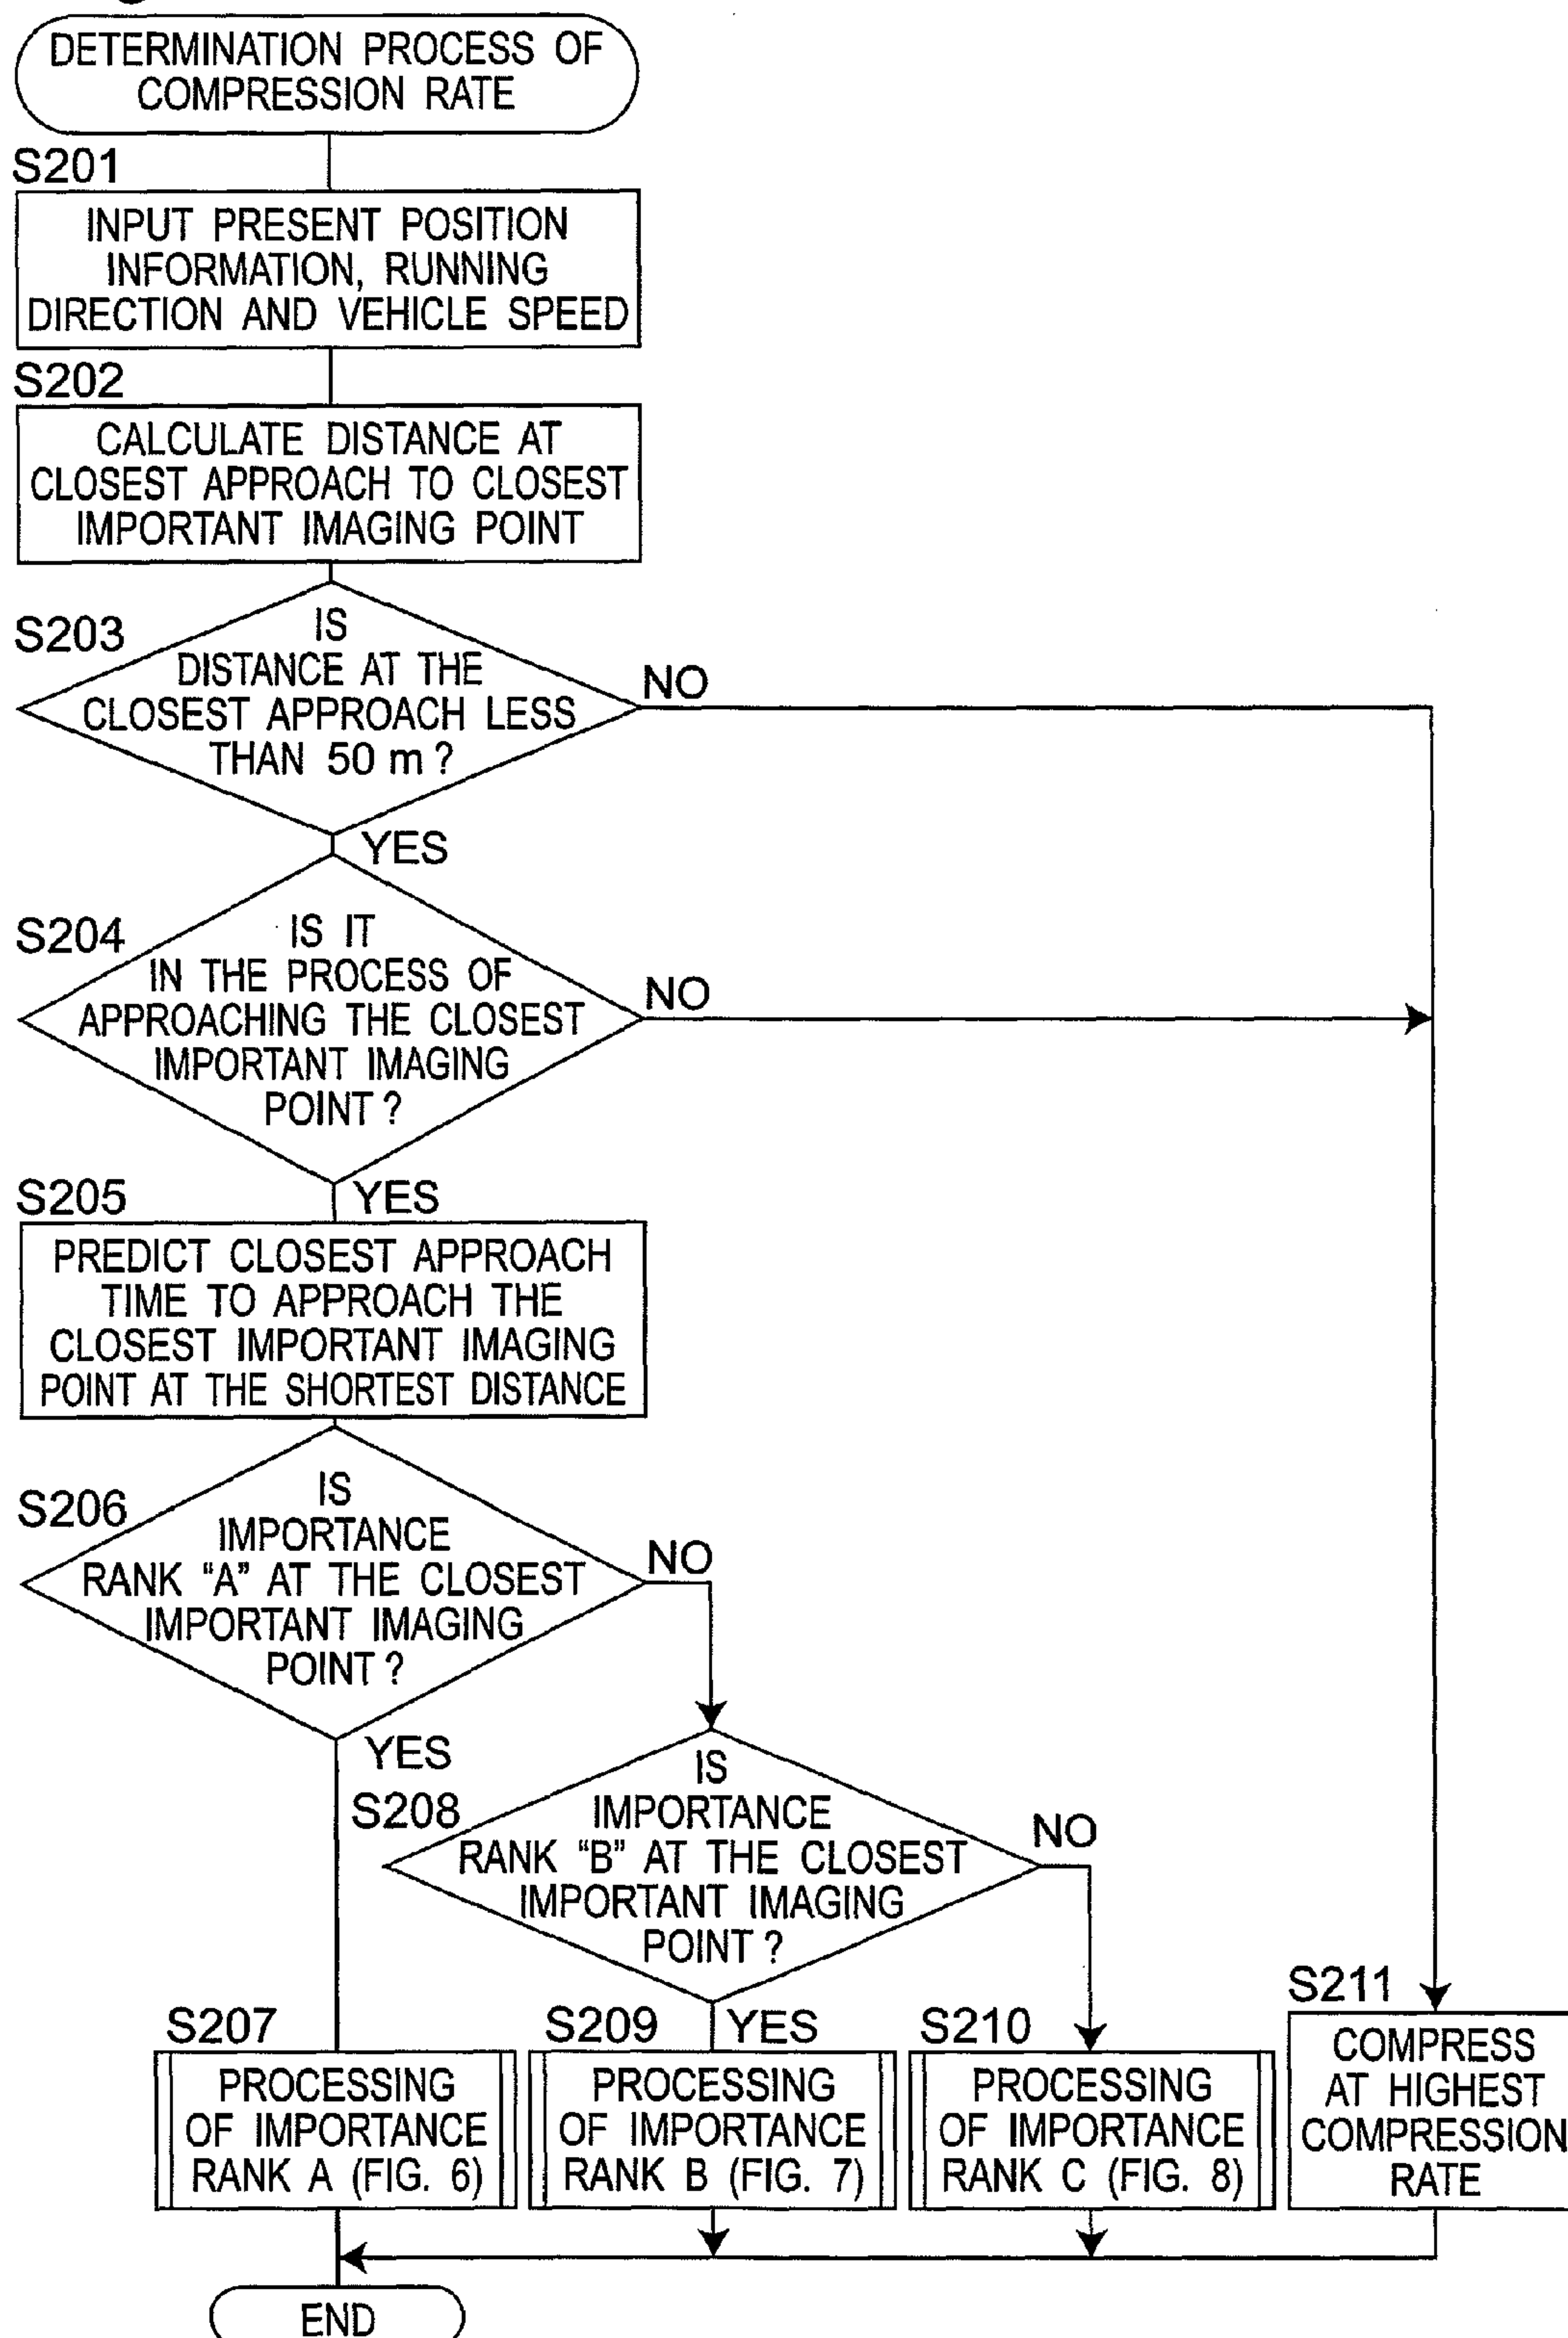 DETERMINATION PROCESS OF
COMPRESSION RATE
S201
INPUT PRESENT POSITION
INFORMATION, RUNNING
DIRECTION AND VEHICLE SPEED
S202
CALCULATE DISTANCE AT
CLOSEST APPROACH TO CLOSEST
IMPORTANT IMAGING POINT
S203
IS
DISTANCE AT THE
CLOSEST APPROACH LESS
THAN 50 m ?
NO
YES
S204
IS IT
IN THE PROCESS OF
APPROACHING THE CLOSEST
IMPORTANT IMAGING
POINT ?
NO
YES
S205
PREDICT CLOSEST APPROACH
TIME TO APPROACH THE
CLOSEST IMPORTANT IMAGING
POINT AT THE SHORTEST DISTANCE
S206
IS
IMPORTANCE
RANK “A” AT THE CLOSEST
IMPORTANT IMAGING
POINT ?
NO
YES
S208
IS
IMPORTANCE
RANK “B” AT THE CLOSEST
IMPORTANT IMAGING
POINT ?
NO
YES
S207
PROCESSING
OF IMPORTANCE
RANK A (FIG. 6)
S209
PROCESSING
OF IMPORTANCE
RANK B (FIG. 7)
S210
PROCESSING
OF IMPORTANCE
RANK C (FIG. 8)
S211
COMPRESS
AT HIGHEST
COMPRESSION
RATE
END